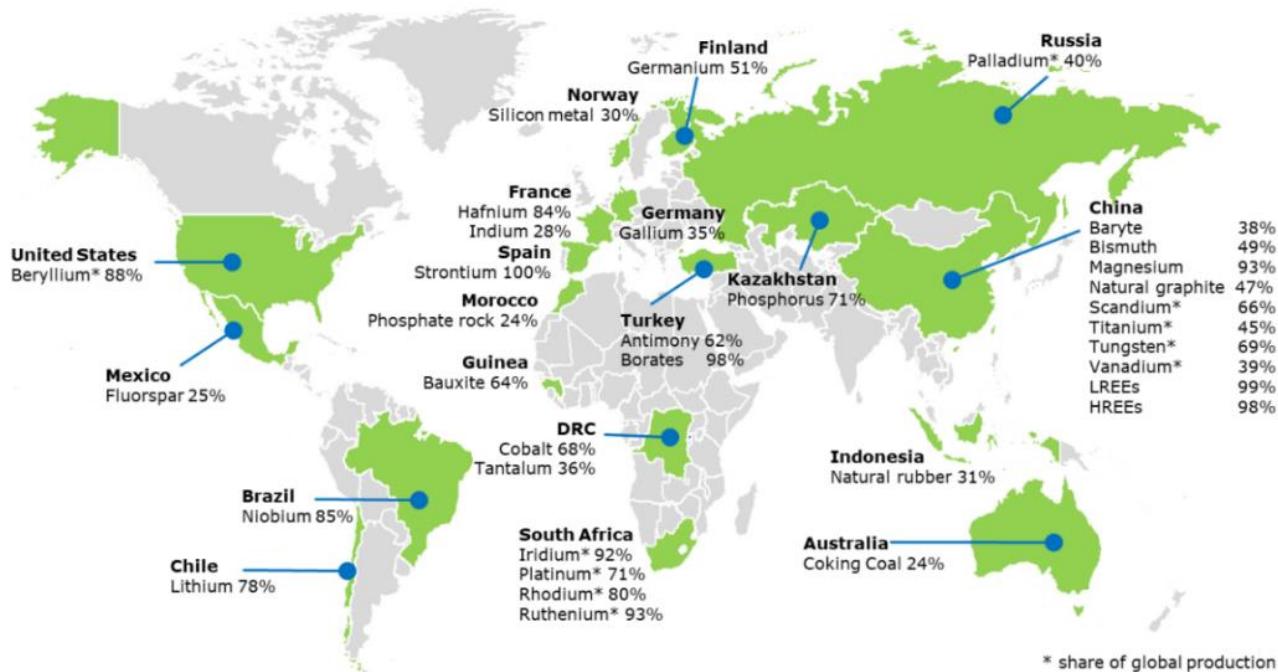 Finland
Germanium 51%
Russia
Palladium* 40%
Norway
Silicon metal 30%
France
Hafnium 84%
Indium 28%
Germany
Gallium 35%
Spain
Strontium 100%
United States
Beryllium* 88%
Morocco
Phosphate rock 24%
Kazakhstan
Phosphorus 71%
Turkey
Antimony 62%
Borates 98%
China
Baryte 38%
Bismuth 49%
Magnesium 93%
Natural graphite 47%
Scandium* 66%
Titanium* 45%
Tungsten* 69%
Vanadium* 39%
LREEs 99%
HREEs 98%
Mexico
Fluorspar 25%
Guinea
Bauxite 64%
DRC
Cobalt 68%
Tantalum 36%
Indonesia
Natural rubber 31%
Brazil
Niobium 85%
Chile
Lithium 78%
South Africa
Iridium* 92%
Platinum* 71%
Rhodium* 80%
Ruthenium* 93%
Australia
Coking Coal 24%
* share of global production